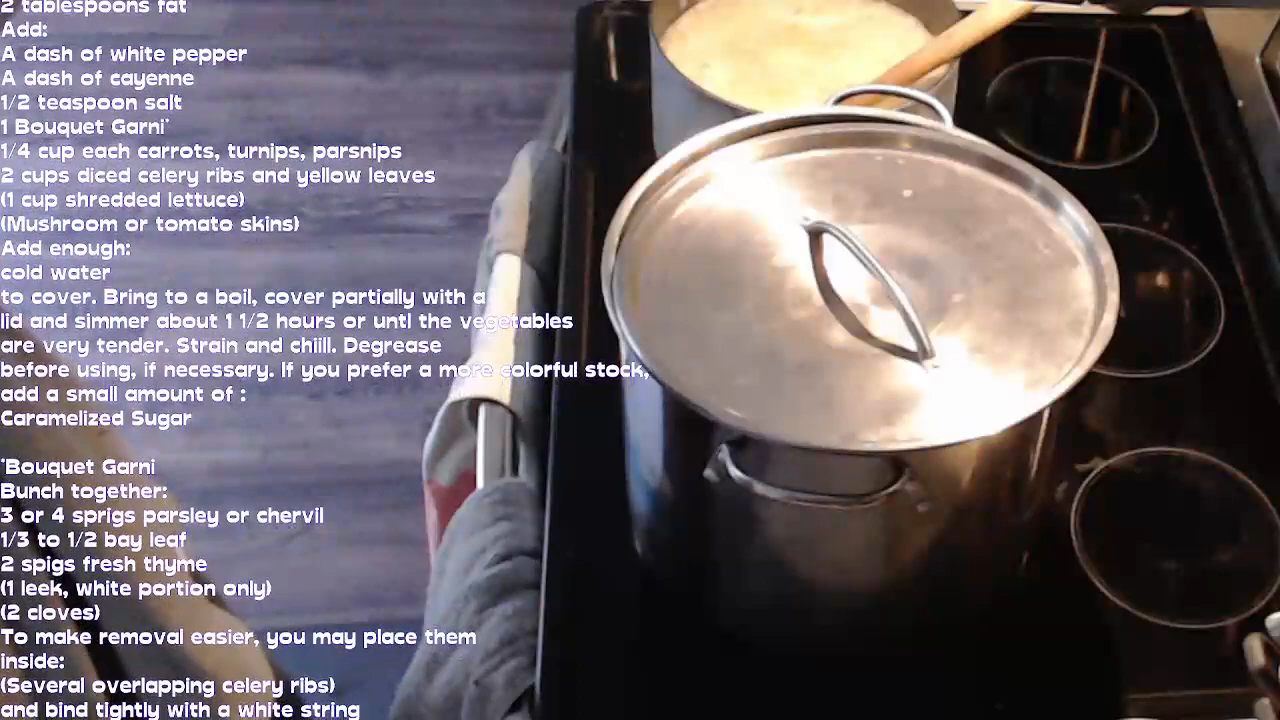 2 tablespoons fat
Add:
A dash of white pepper
A dash of cayenne
1/2 teaspoon salt
1 Bouquet Garni*
1/4 cup each carrots, turnips, parsnips
2 cups diced celery ribs and yellow leaves
(1 cup shredded lettuce)
(Mushroom or tomato skins)
Add enough:
cold water
to cover. Bring to a boil, cover partially with a
lid and simmer about 1 1/2 hours or untl the vegetables
are very tender. Strain and chiill. Degrease
before using, if necessary. If you prefer a more colorful stock,
add a small amount of :
Caramelized Sugar
*Bouquet Garni
Bunch together:
3 or 4 sprigs parsley or chervil
1/3 to 1/2 bay leaf
2 spigs fresh thyme
(1 leek, white portion only)
(2 cloves)
To make removal easier, you may place them
inside:
(Several overlapping celery ribs)
and bind tightly with a white string